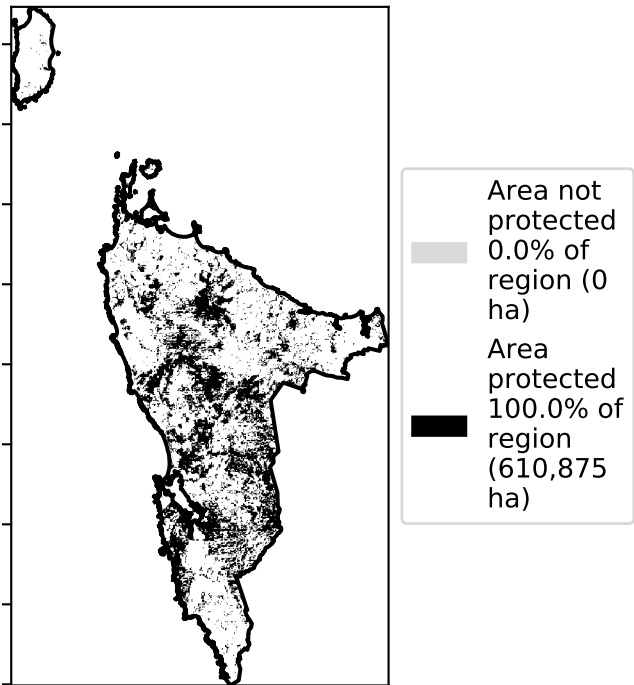 Area not
protected
0.0% of
region (0
ha)
Area
protected
100.0% of
region
(610,875
ha)